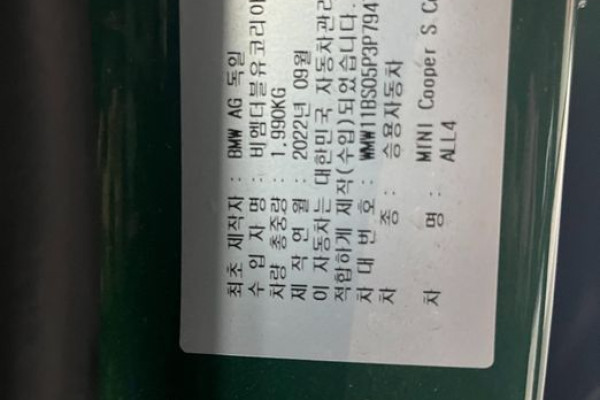 최초 제작자 : BMW AG 독일
수 입 자 명 : 비엠더블유코리아
차량 총중량 : 1,990KG
제 작 연 월 : 2022년 09월
이 자동차는 대한민국 자동차관리
적합하게 제작(수입)되었습니다.
차 대 번 호 : WMW11BS05P3P794
차 종 : 승용자동차
차 명 : MINI Cooper S C
ALL4